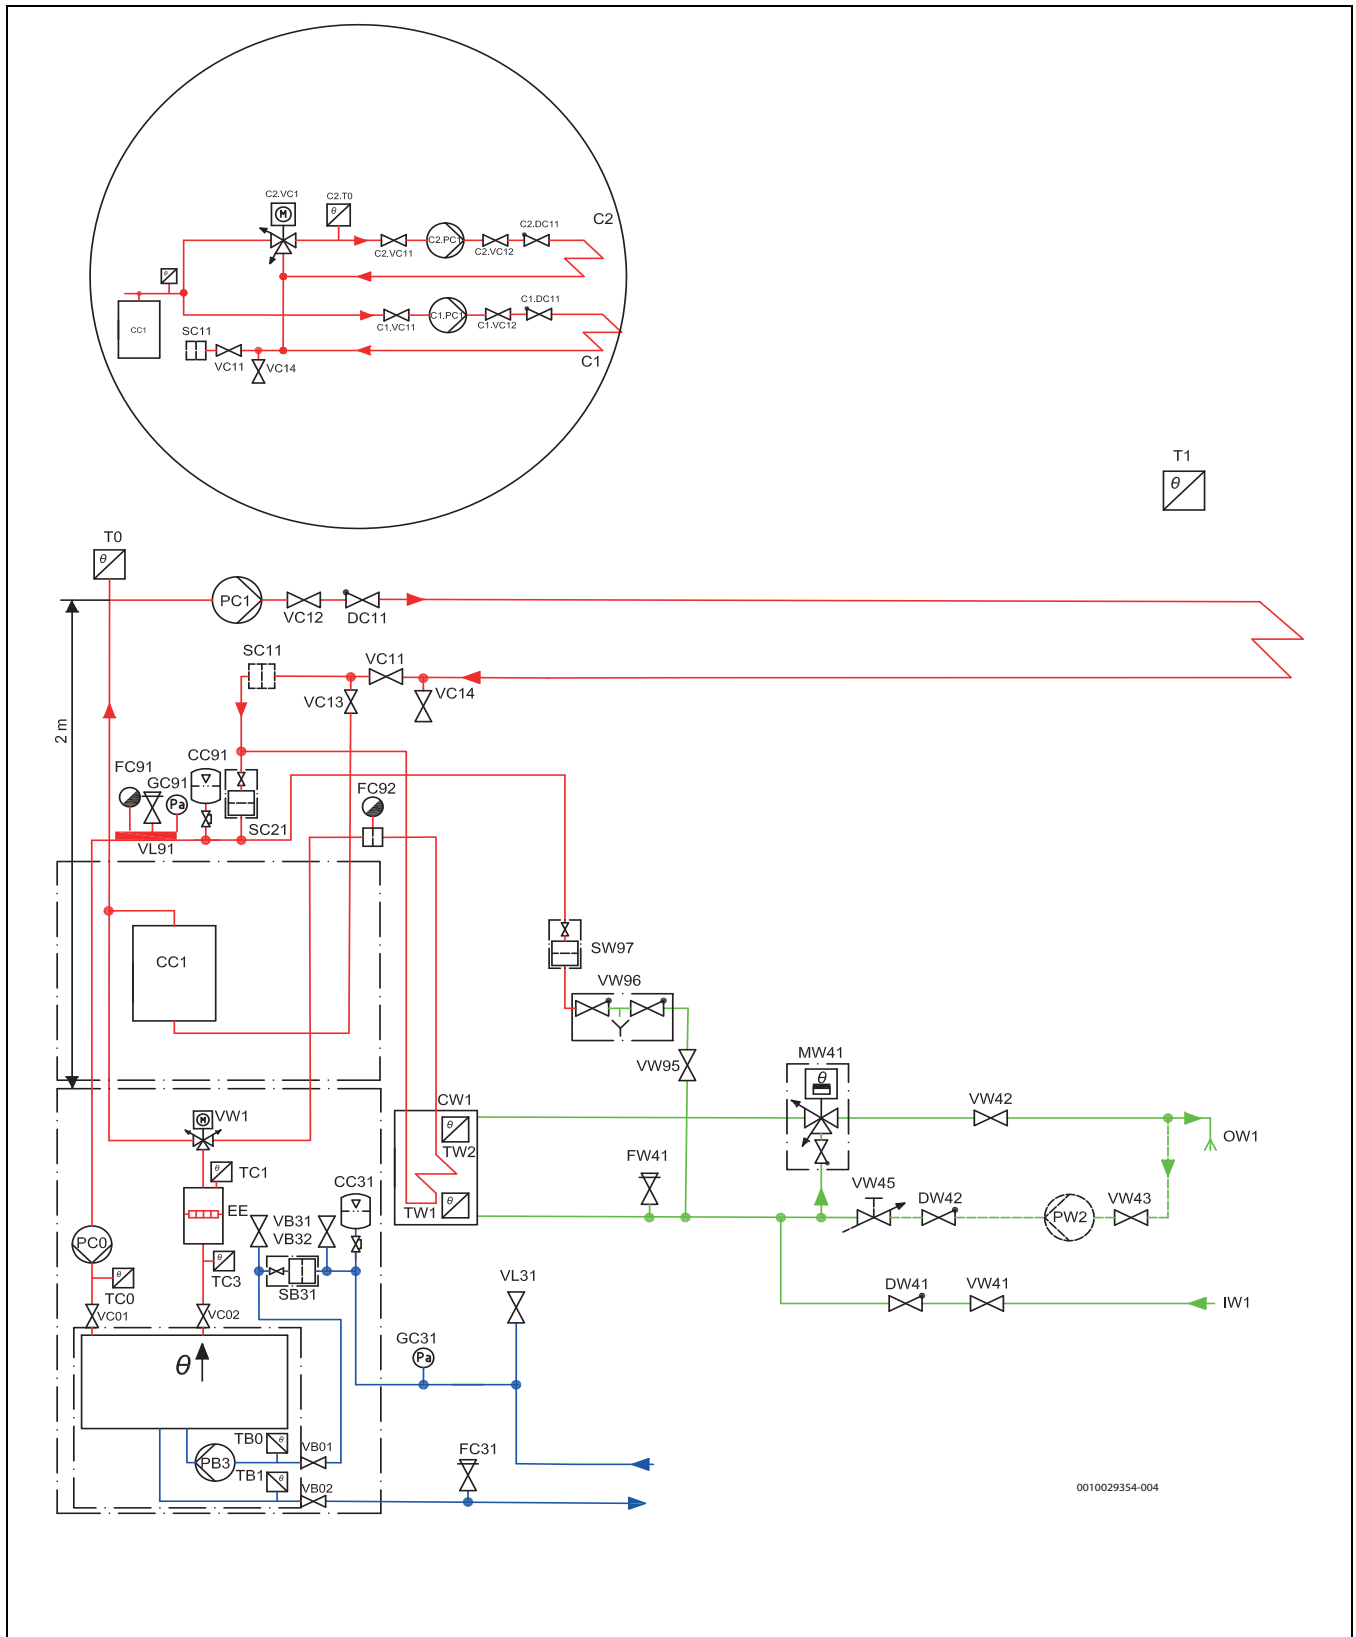 C2.VC1
C2.T0
M
θ
C2
C2.DC11
C2.PC1
C2.VC11
C2.VC12
θ
C1.DC11
C1.PC1
C1.VC11
C1.VC12
CC1
SC11
VC11
VC14
C1
T1
θ
T0
θ
PC1
VC12
DC11
SC11
VC11
VC13
VC14
2 m
CC91
FC91
GC91
Pa
FC92
SC21
VL91
CC1
SW97
VW96
VW95
MW41
θ
VW42
OW1
CW1
θ
TW2
VW1
M
θ
TC1
EE
CC31
VB31
VB32
TW1
θ
FW41
VW45
DW42
PW2
VW43
PC0
θ
TC3
θ
TC0
SB31
VL31
DW41
VW41
IW1
VC01
VC02
θ
GC31
Pa
TB0
θ
VB01
PB3
TB1
θ
VB02
FC31
0010029354-004